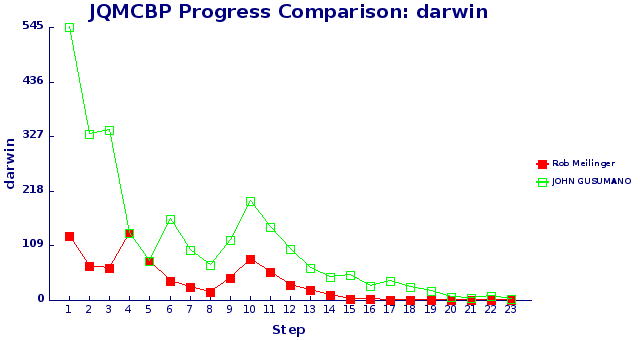 JQMCBP Progress Comparison: darwin
545
436
327
218
109
0
darwin
1 2 3 4 5 6 7 8 9 10 11 12 13 14 15 16 17 18 19 20 21 22 23
Step
Rob Meilinger
JOHN GUSUMANO